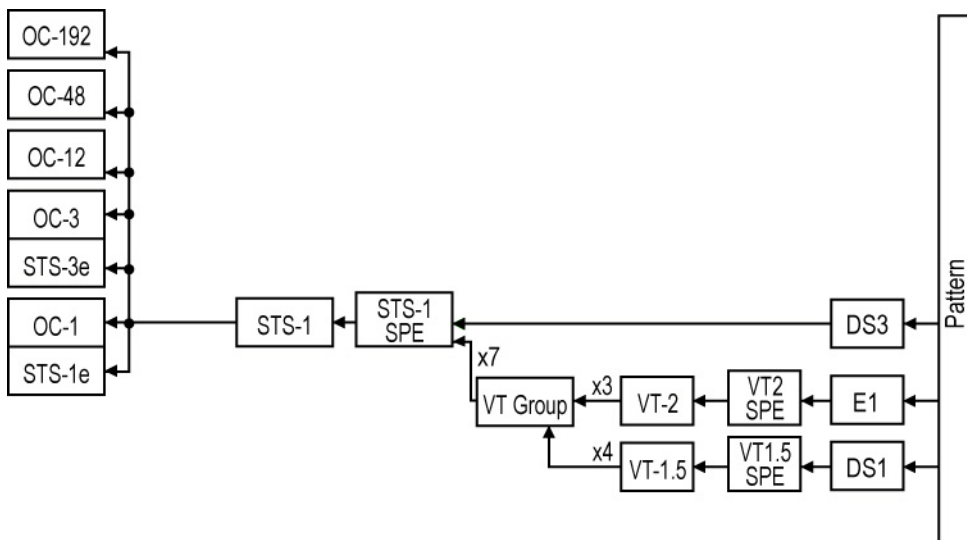 OC-192
OC-48
OC-12
OC-3
STS-3e
OC-1
STS-1e
STS-1
STS-1
SPE
DS3
x7
VT Group
x3
VT-2
VT2
SPE
E1
x4
VT-1.5
VT1.5
SPE
DS1
Pattern